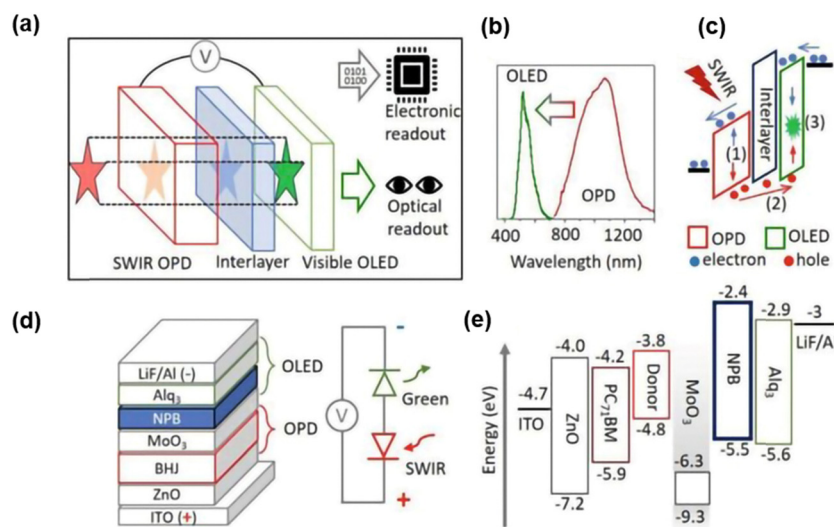 (a)
V
0101
0100
Electronic
readout
Optical
readout
SWIR OPD
Interlayer
Visible OLED
(b)
OLED
OPD
400
800
1200
Wavelength (nm)
(c)
SWIR
Interlayer
(1)
(2)
(3)
OPD
OLED
electron
hole
(d)
LiF/Al (-)
Alq3
NPB
MoO3
BHJ
ZnO
ITO (+)
OLED
OPD
V
-
Green
SWIR
+
(e)
Energy (eV)
-4.7
ITO
-4.0
ZnO
-7.2
-4.2
PC71BM
-5.9
-3.8
Donor
-4.8
MoO3
-6.3
-9.3
-2.4
NPB
-5.5
-2.9
Alq3
-5.6
-3
LiF/A